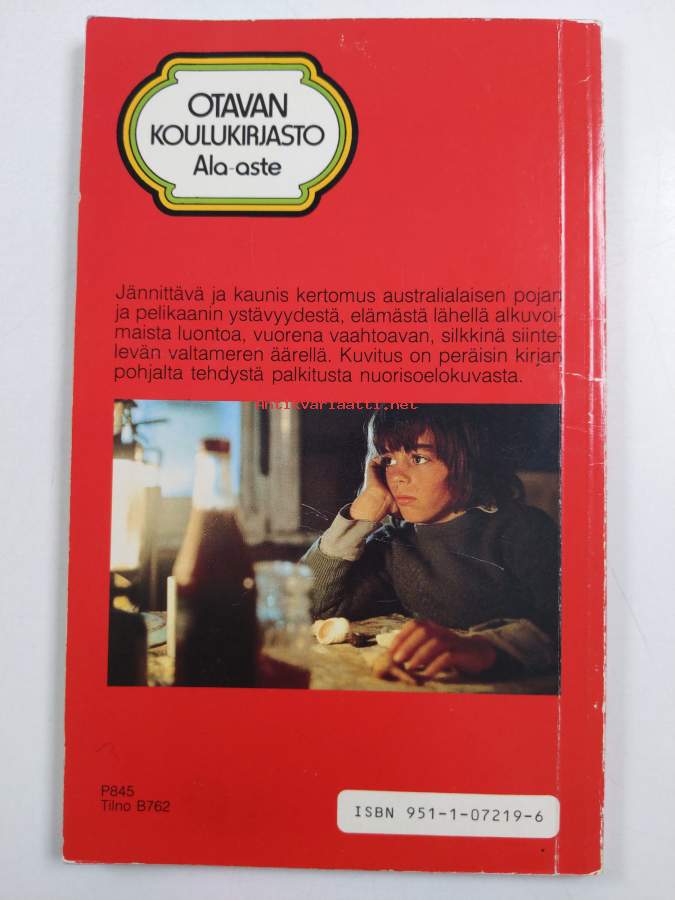 OTAVAN
KOULUKIRJASTO
Ala-aste
Jännittävä ja kaunis kertomus australialaisen pojan
ja pelikaanin ystävyydestä, elämästä lähellä alkuvoi-
maista luontoa, vuorena vaahtoavan, silkkinä siinte-
levän valtameren äärellä. Kuvitus on peräisin kirjan
pohjalta tehdystä palkitusta nuorisoelokuvasta.
Antikvariaatti.net
P845
Tilno B762
ISBN 951-1-07219-6